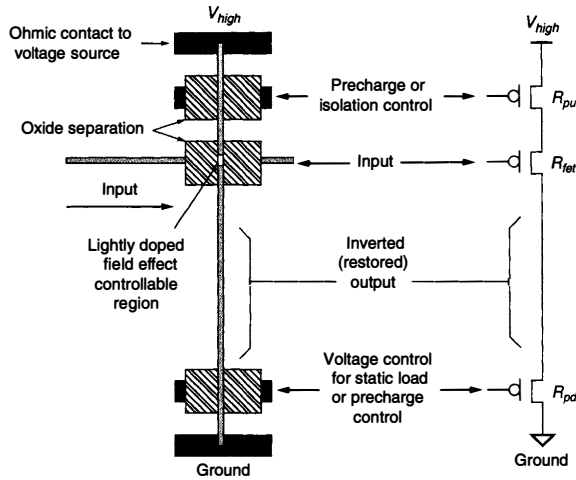 V_high
Ohmic contact to
voltage source
V_high
Precharge or
isolation control
R_pu
Oxide separation
Input
R_fet
Input
Lightly doped
field effect
controllable
region
Inverted
(restored)
output
Voltage control
for static load
or precharge
control
R_pd
Ground
Ground